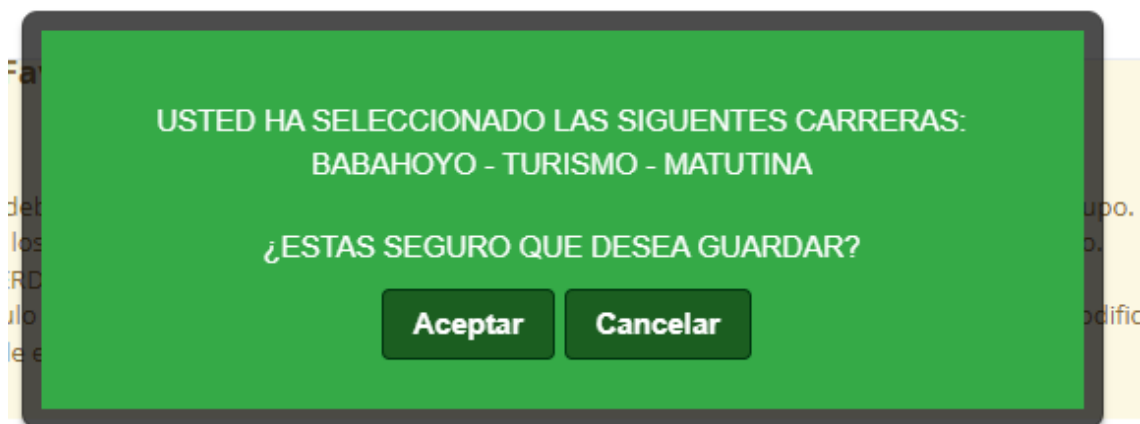 USTED HA SELECCIONADO LAS SIGUENTES CARRERAS:
BABAHOYO - TURISMO - MATUTINA
¿ESTAS SEGURO QUE DESEA GUARDAR?
Aceptar Cancelar